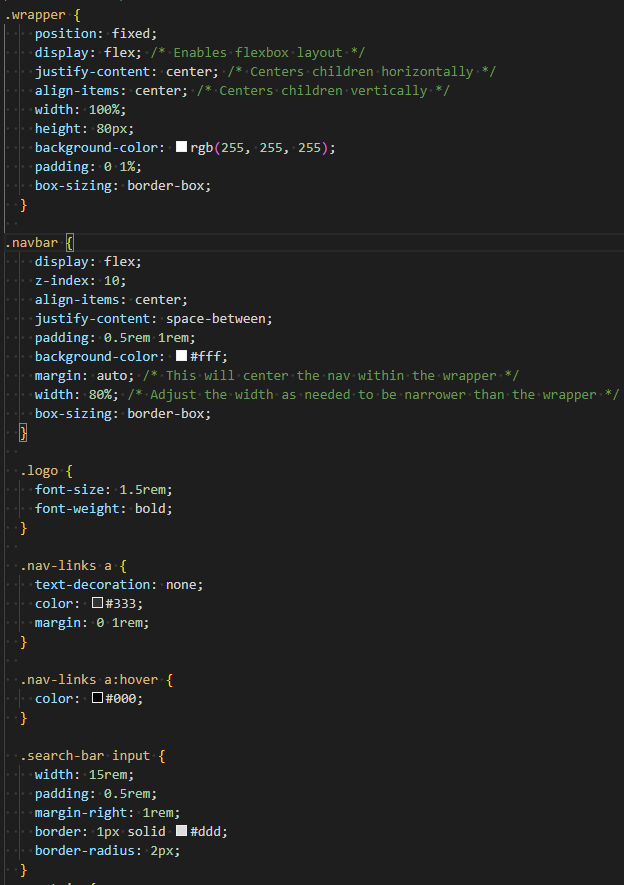 .wrapper {
position: fixed;
display: flex; /* Enables flexbox layout */
justify-content: center; /* Centers children horizontally */
align-items: center; /* Centers children vertically */
width: 100%;
height: 80px;
background-color: rgb(255, 255, 255);
padding: 0 1%;
box-sizing: border-box;
}
.navbar {
display: flex;
z-index: 10;
align-items: center;
justify-content: space-between;
padding: 0.5rem 1rem;
background-color: #fff;
margin: auto; /* This will center the nav within the wrapper */
width: 80%; /* Adjust the width as needed to be narrower than the wrapper */
box-sizing: border-box;
}
.logo {
font-size: 1.5rem;
font-weight: bold;
}
.nav-links a {
text-decoration: none;
color: #333;
margin: 0 1rem;
}
.nav-links a:hover {
color: #000;
}
.search-bar input {
width: 15rem;
padding: 0.5rem;
margin-right: 1rem;
border: 1px solid #ddd;
border-radius: 2px;
}